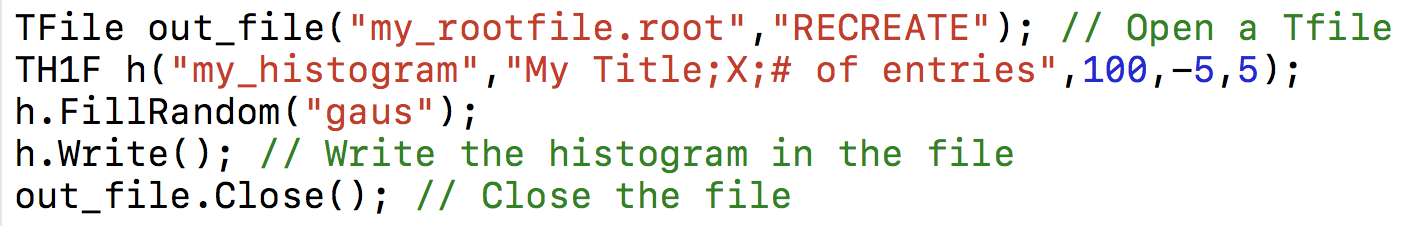 TFile out_file("my_rootfile.root","RECREATE"); // Open a Tfile
TH1F h("my_histogram","My Title;X;# of entries",100,-5,5);
h.FillRandom("gaus");
h.Write(); // Write the histogram in the file
out_file.Close(); // Close the file